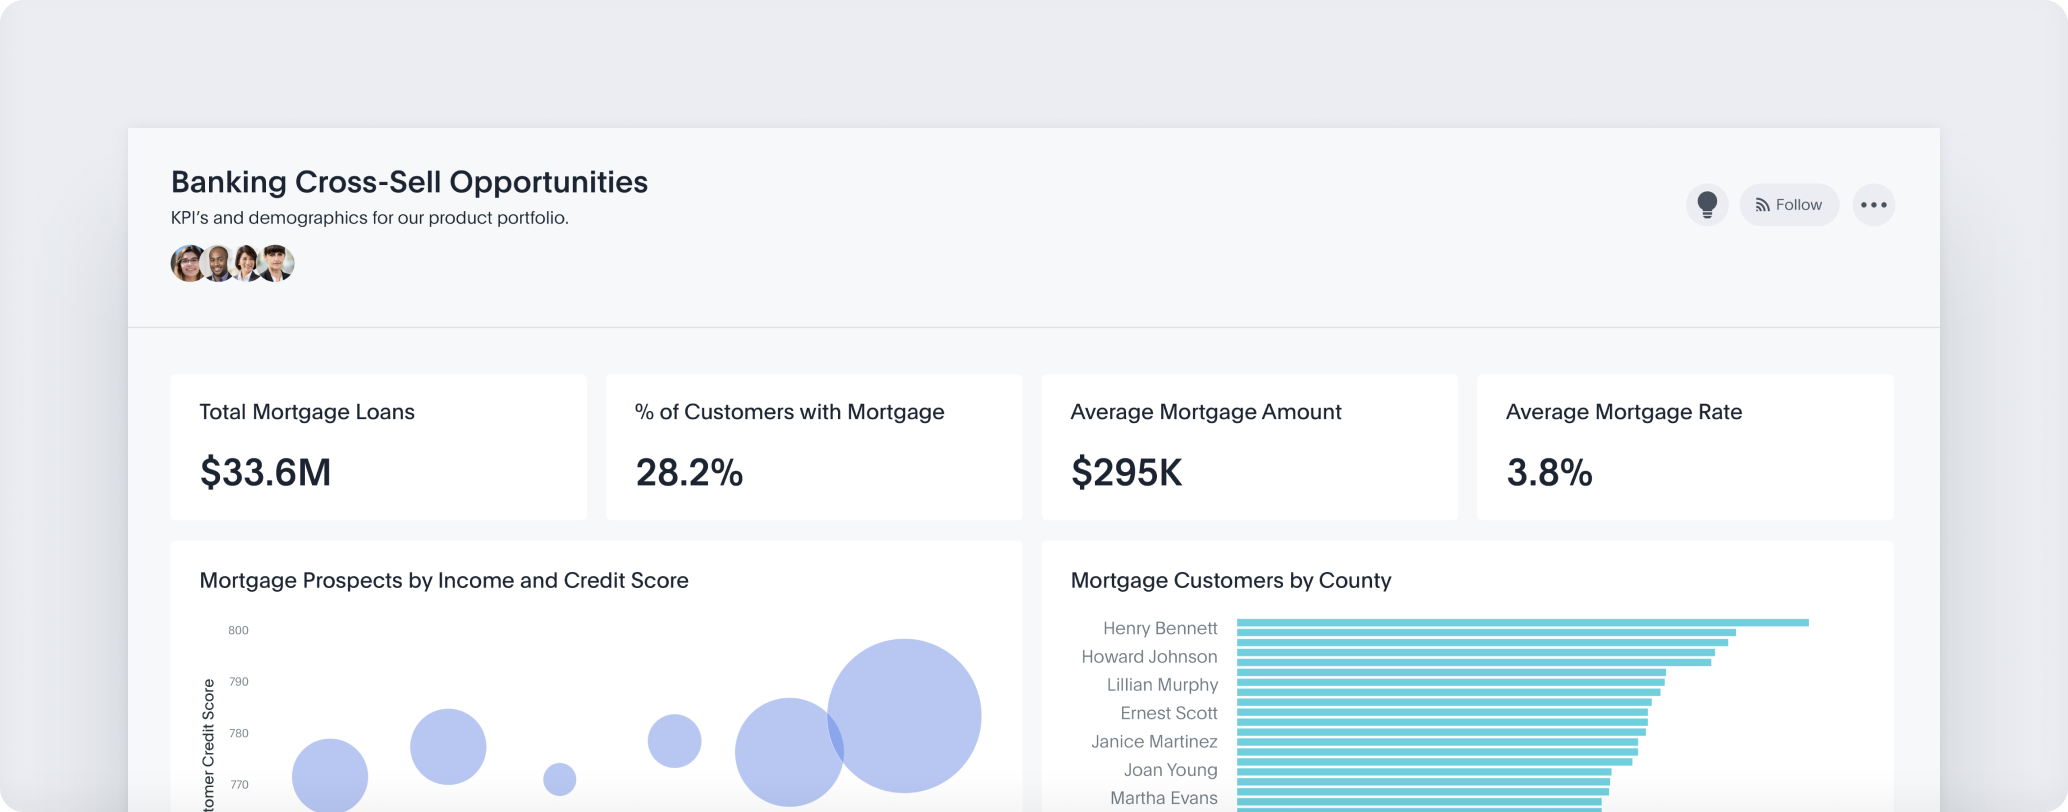 Banking Cross-Sell Opportunities
KPI's and demographics for our product portfolio.
Follow
Total Mortgage Loans
$33.6M
% of Customers with Mortgage
28.2%
Average Mortgage Amount
$295K
Average Mortgage Rate
3.8%
Mortgage Prospects by Income and Credit Score
800
790
780
770
Credit Score
Mortgage Customers by County
Henry Bennett
Howard Johnson
Lillian Murphy
Ernest Scott
Janice Martinez
Joan Young
Martha Evans